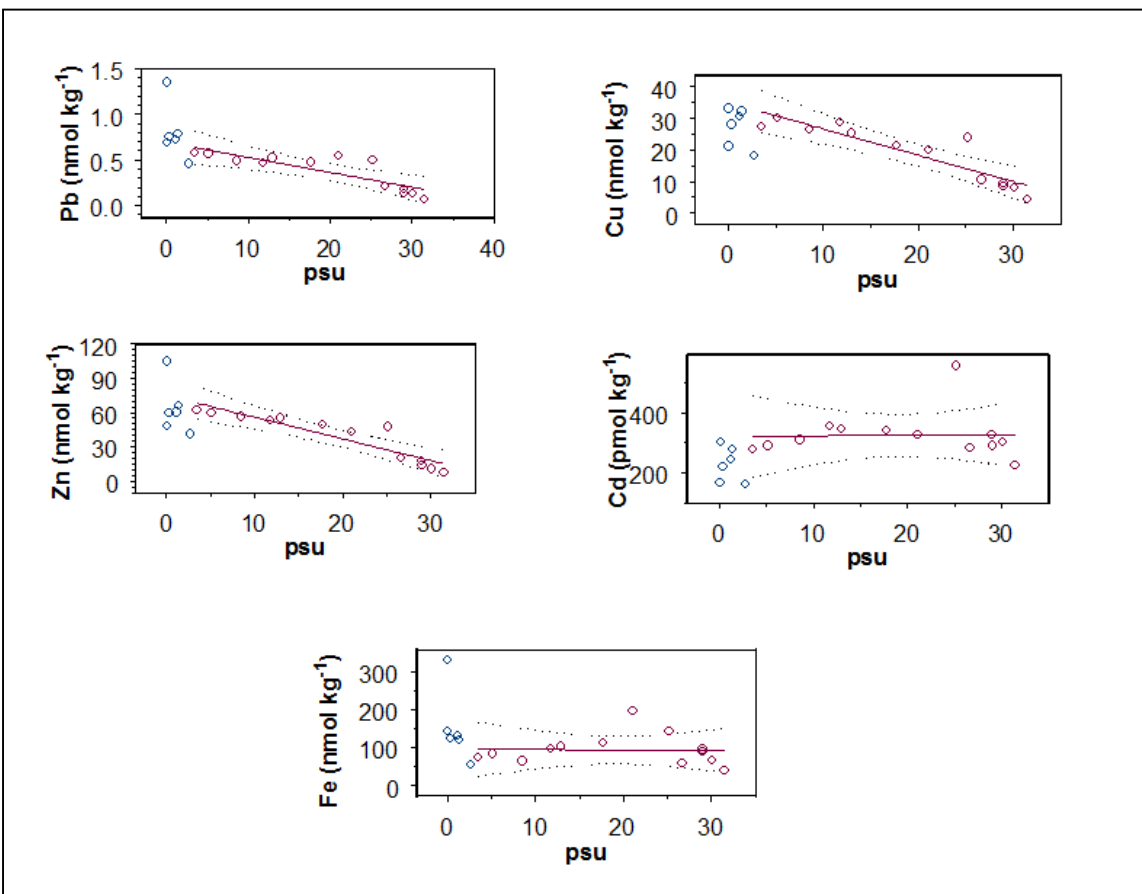 Pb (nmol kg⁻¹)
1.5
1.0
0.5
0.0
0 10 20 30 40
psu
Cu (nmol kg⁻¹)
40
30
20
10
0
0 10 20 30
psu
Zn (nmol kg⁻¹)
120
90
60
30
0
0 10 20 30
psu
Cd (pmol kg⁻¹)
400
200
0 10 20 30
psu
Fe (nmol kg⁻¹)
300
200
100
0
0 10 20 30
psu